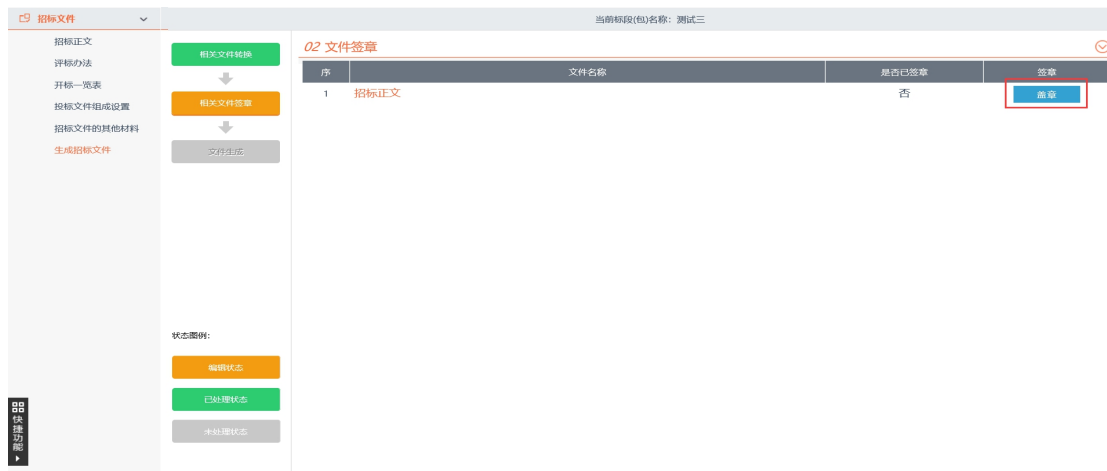 招标文件
当前标段(包)名称：测试三
招标正文
评标办法
开标一览表
投标文件组成设置
招标文件的其他材料
生成招标文件
相关文件转换
相关文件签章
文件生成
状态图例：
编辑状态
已处理状态
未处理状态
02 文件签章
序 文件名称 是否已签章 签章
1 招标正文 否 盖章
快捷功能